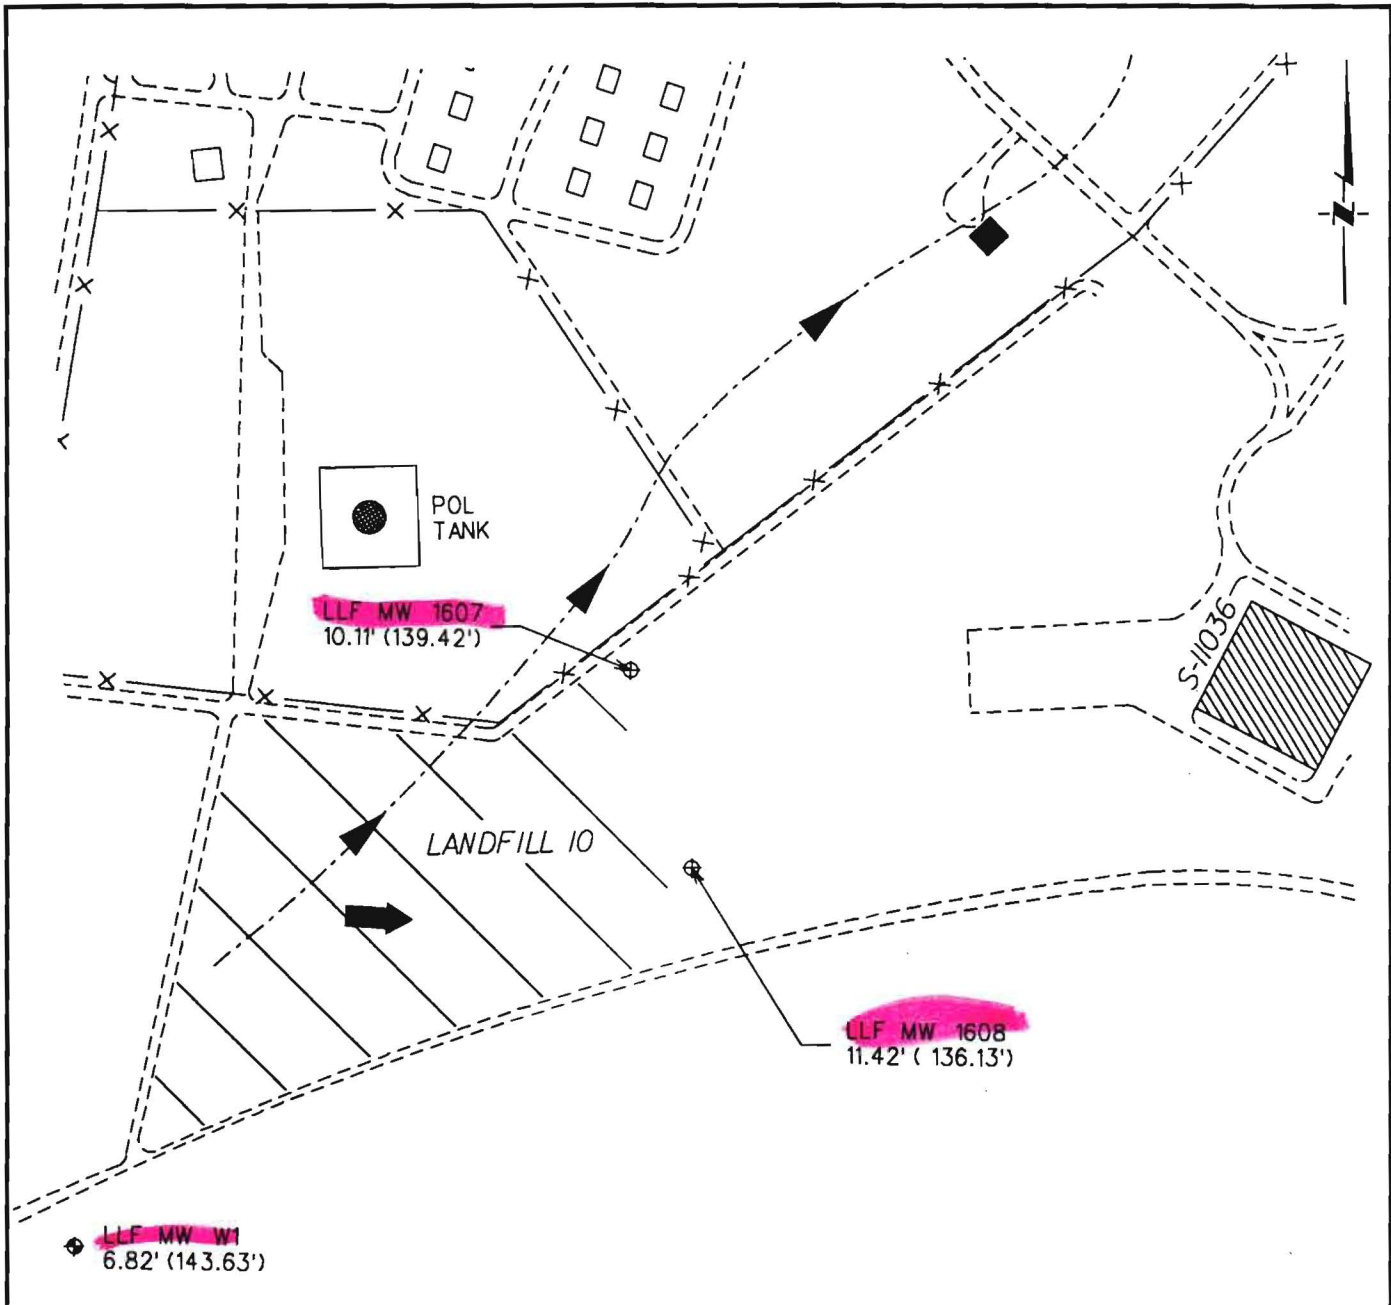 POL
TANK
LLF MW 1607
10.11' (139.42')
S-11036
LANDFILL 10
LLF MW 1608
11.42' ( 136.13')
LLF MW W1
6.82' (143.63')
N